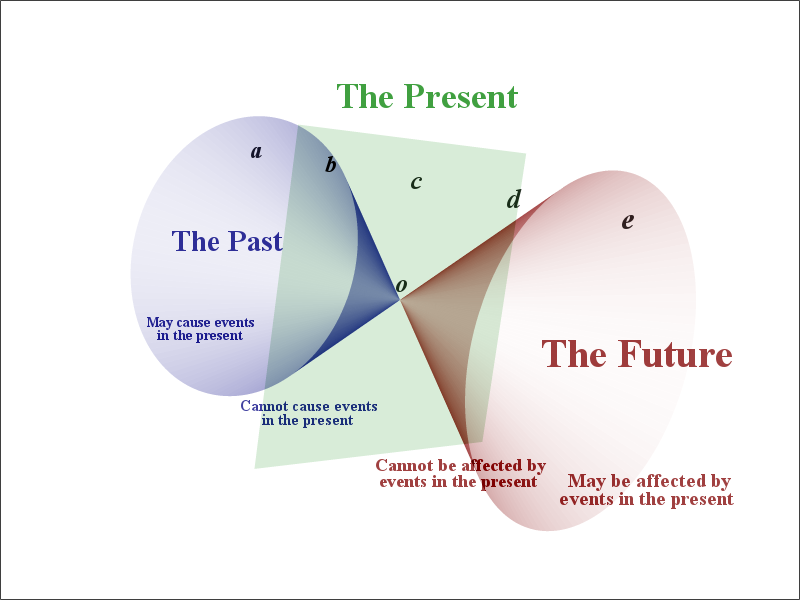 The Present
a
b
c
d
e
The Past
o
May cause events
in the present
The Future
Cannot cause events
in the present
Cannot be affected by
events in the present
May be affected by
events in the present